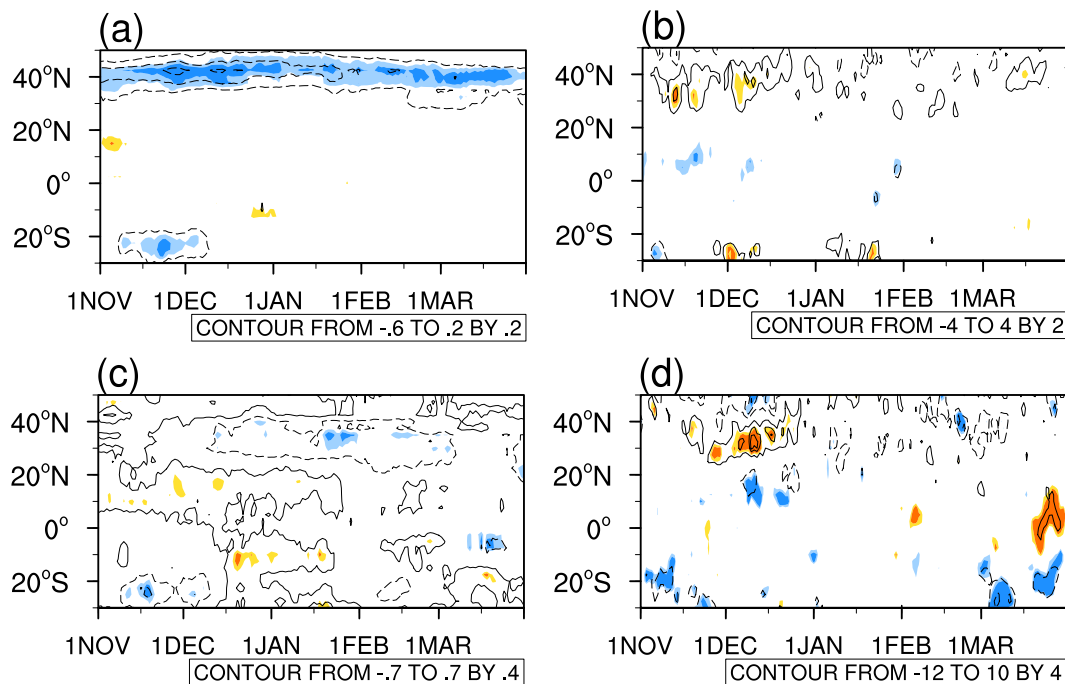 (a)
(b)
40°N
20°N
0°
20°S
40°N
20°N
0°
20°S
1NOV 1DEC 1JAN 1FEB 1MAR
1NOV 1DEC 1JAN 1FEB 1MAR
CONTOUR FROM -.6 TO .2 BY .2
CONTOUR FROM -4 TO 4 BY 2
(c)
(d)
40°N
20°N
0°
20°S
40°N
20°N
0°
20°S
1NOV 1DEC 1JAN 1FEB 1MAR
1NOV 1DEC 1JAN 1FEB 1MAR
CONTOUR FROM -.7 TO .7 BY .4
CONTOUR FROM -12 TO 10 BY 4